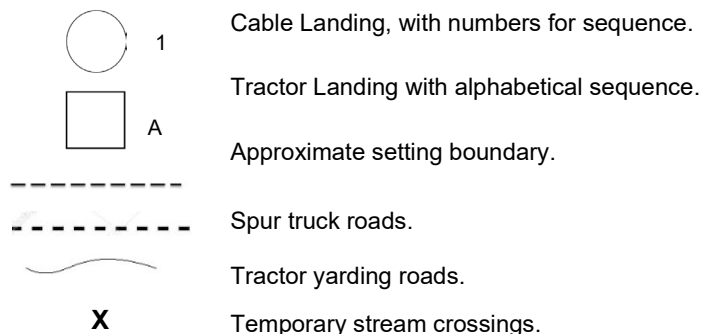 Cable Landing, with numbers for sequence.
1
Tractor Landing with alphabetical sequence.
A
Approximate setting boundary.
Spur truck roads.
Tractor yarding roads.
X
Temporary stream crossings.